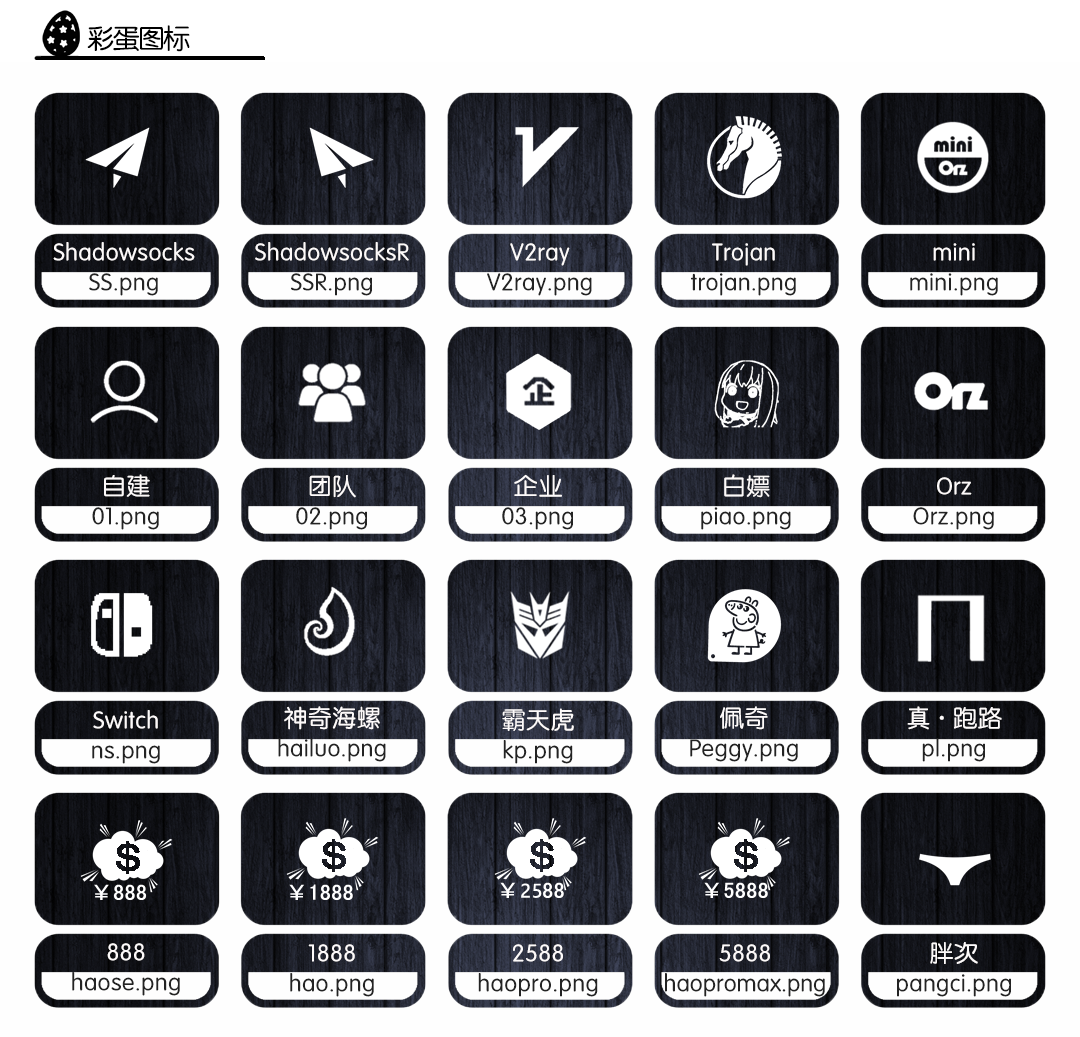 彩蛋图标
mini
Orz
Shadowsocks
SS.png
ShadowsocksR
SSR.png
V2ray
V2ray.png
Trojan
trojan.png
mini
mini.png
企
Orz
自建
01.png
团队
02.png
企业
03.png
白嫖
piao.png
Orz
Orz.png
Switch
ns.png
神奇海螺
hailuo.png
霸天虎
kp.png
佩奇
Peggy.png
真·跑路
pl.png
$
¥888
$
¥1888
$
¥2588
$
¥5888
888
haose.png
1888
hao.png
2588
haopro.png
5888
haopromax.png
胖次
pangci.png